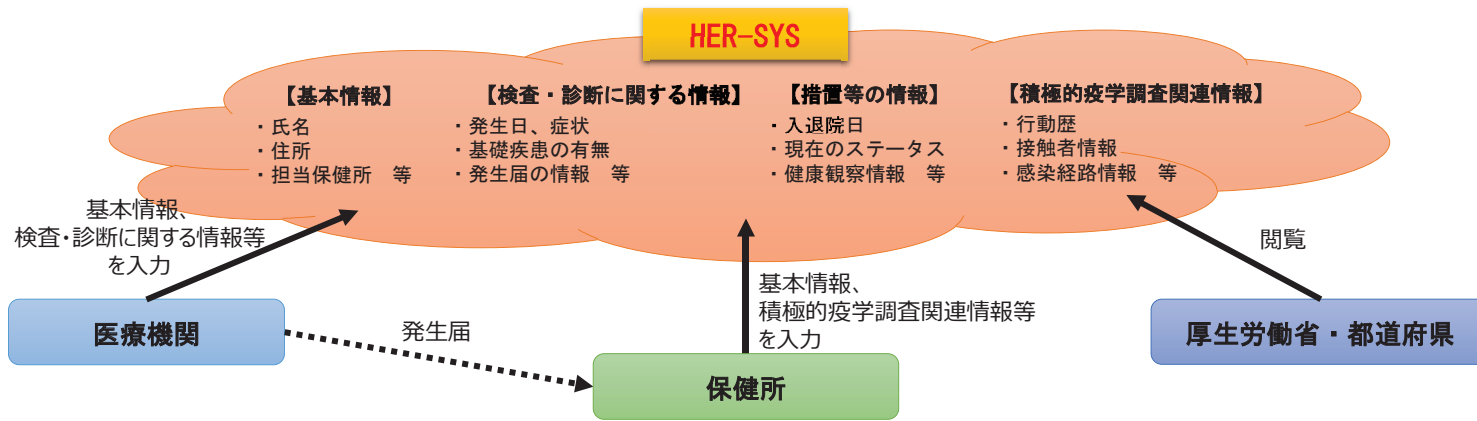 HER-SYS
【基本情報】
・氏名
・住所
・担当保健所　等
【検査・診断に関する情報】
・発生日、症状
・基礎疾患の有無
・発生届の情報　等
【措置等の情報】
・入退院日
・現在のステータス
・健康観察情報　等
【積極的疫学調査関連情報】
・行動歴
・接触者情報
・感染経路情報　等
基本情報、
検査・診断に関する情報等
を入力
医療機関
発生届
基本情報、
積極的疫学調査関連情報等
を入力
保健所
閲覧
厚生労働省・都道府県